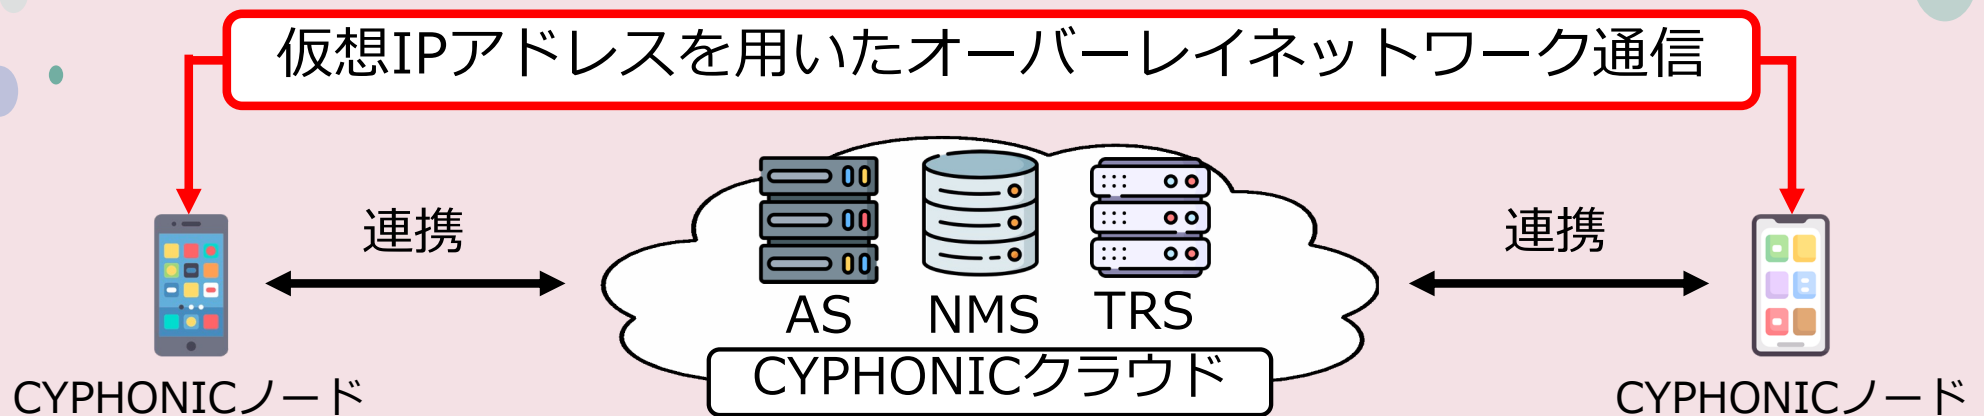 仮想IPアドレスを用いたオーバーレイネットワーク通信
連携
連携
AS
NMS
TRS
CYPHONICクラウド
CYPHONICノード
CYPHONICノード